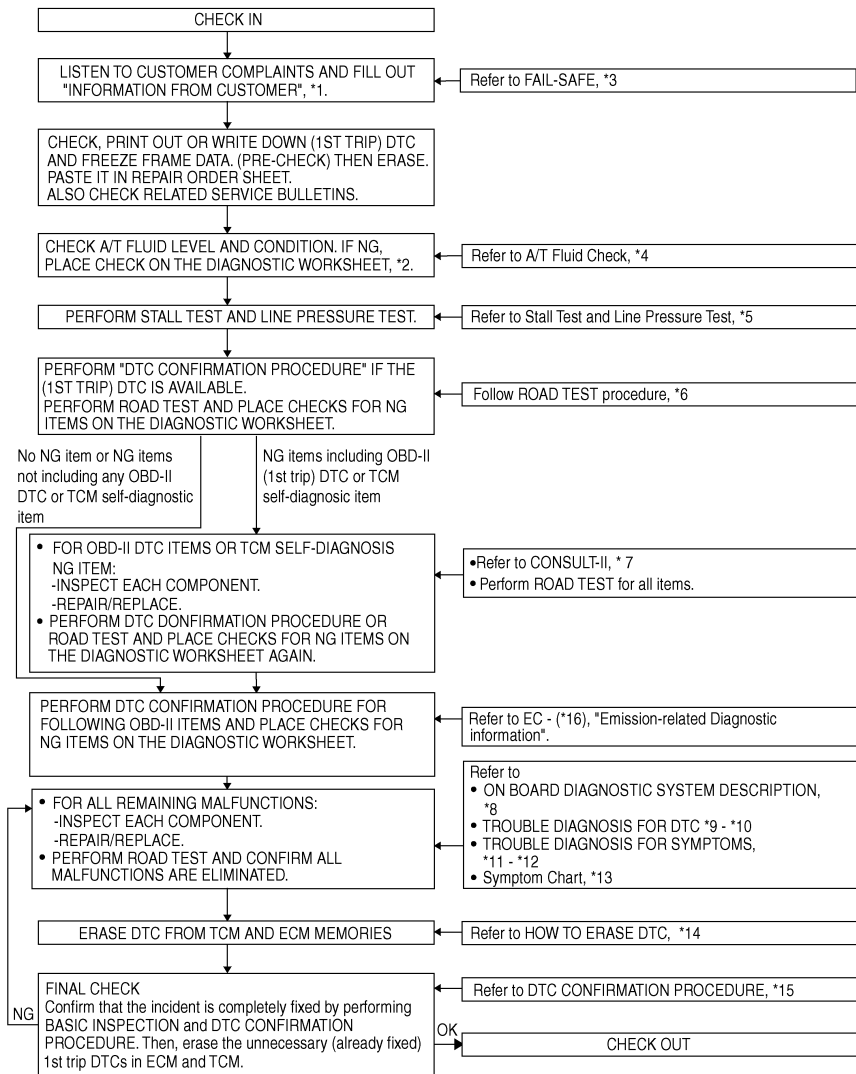 CHECK IN
LISTEN TO CUSTOMER COMPLAINTS AND FILL OUT
"INFORMATION FROM CUSTOMER", *1.
Refer to FAIL-SAFE, *3
CHECK, PRINT OUT OR WRITE DOWN (1ST TRIP) DTC
AND FREEZE FRAME DATA. (PRE-CHECK) THEN ERASE.
PASTE IT IN REPAIR ORDER SHEET.
ALSO CHECK RELATED SERVICE BULLETINS.
CHECK A/T FLUID LEVEL AND CONDITION. IF NG,
PLACE CHECK ON THE DIAGNOSTIC WORKSHEET, *2.
Refer to A/T Fluid Check, *4
PERFORM STALL TEST AND LINE PRESSURE TEST.
Refer to Stall Test and Line Pressure Test, *5
PERFORM "DTC CONFIRMATION PROCEDURE" IF THE
(1ST TRIP) DTC IS AVAILABLE.
PERFORM ROAD TEST AND PLACE CHECKS FOR NG
ITEMS ON THE DIAGNOSTIC WORKSHEET.
Follow ROAD TEST procedure, *6
No NG item or NG items
not including any OBD-II
DTC or TCM self-diagnostic
item
NG items including OBD-II
(1st trip) DTC or TCM
self-diagnosic item
• FOR OBD-II DTC ITEMS OR TCM SELF-DIAGNOSIS
NG ITEM:
-INSPECT EACH COMPONENT.
-REPAIR/REPLACE.
• PERFORM DTC DONFIRMATION PROCEDURE OR
ROAD TEST AND PLACE CHECKS FOR NG ITEMS ON
THE DIAGNOSTIC WORKSHEET AGAIN.
•Refer to CONSULT-II, * 7
• Perform ROAD TEST for all items.
PERFORM DTC CONFIRMATION PROCEDURE FOR
FOLLOWING OBD-II ITEMS AND PLACE CHECKS FOR
NG ITEMS ON THE DIAGNOSTIC WORKSHEET.
Refer to EC - (*16), "Emission-related Diagnostic
information".
• FOR ALL REMAINING MALFUNCTIONS:
-INSPECT EACH COMPONENT.
-REPAIR/REPLACE.
• PERFORM ROAD TEST AND CONFIRM ALL
MALFUNCTIONS ARE ELIMINATED.
Refer to
• ON BOARD DIAGNOSTIC SYSTEM DESCRIPTION,
*8
• TROUBLE DIAGNOSIS FOR DTC *9 - *10
• TROUBLE DIAGNOSIS FOR SYMPTOMS,
*11 - *12
• Symptom Chart, *13
ERASE DTC FROM TCM AND ECM MEMORIES
Refer to HOW TO ERASE DTC, *14
FINAL CHECK
Confirm that the incident is completely fixed by performing
BASIC INSPECTION and DTC CONFIRMATION
PROCEDURE. Then, erase the unnecessary (already fixed)
1st trip DTCs in ECM and TCM.
Refer to DTC CONFIRMATION PROCEDURE, *15
NG
OK
CHECK OUT